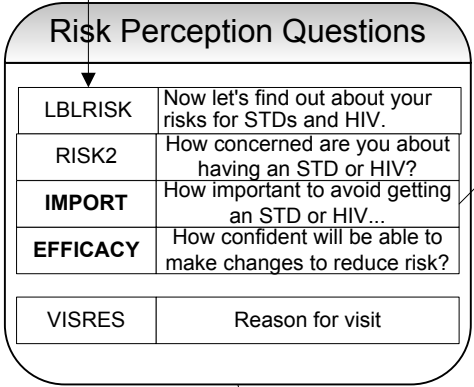 Risk Perception Questions
LBLRISK
Now let's find out about your
risks for STDs and HIV.
RISK2
How concerned are you about
having an STD or HIV?
IMPORT
How important to avoid getting
an STD or HIV...
EFFICACY
How confident will be able to
make changes to reduce risk?
VISRES
Reason for visit